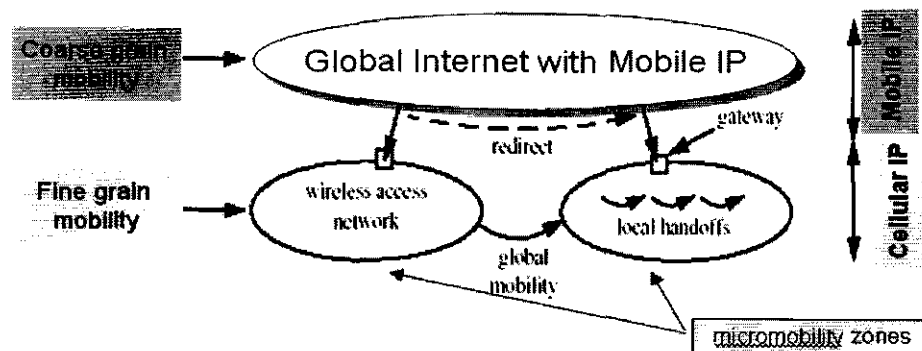 Coarse grain
mobility
Global Internet with Mobile IP
Mobile IP
redirect
gateway
Fine grain
mobility
wireless access
network
local handoffs
Cellular IP
global
mobility
micromobility zones